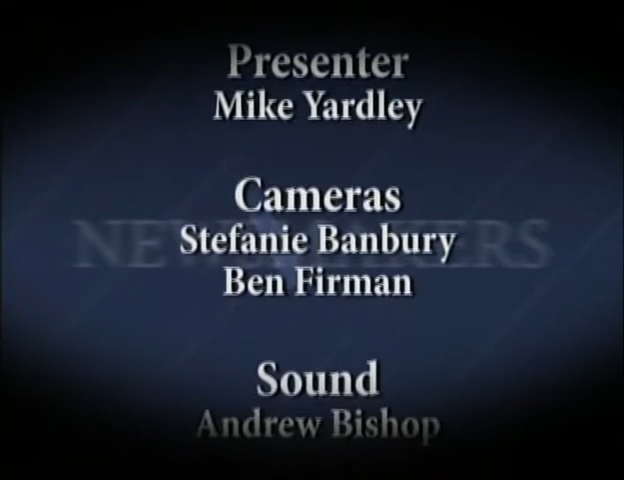 Presenter
Mike Yardley
Cameras
Stefanie Banbury
Ben Firman
Sound
Andrew Bishop